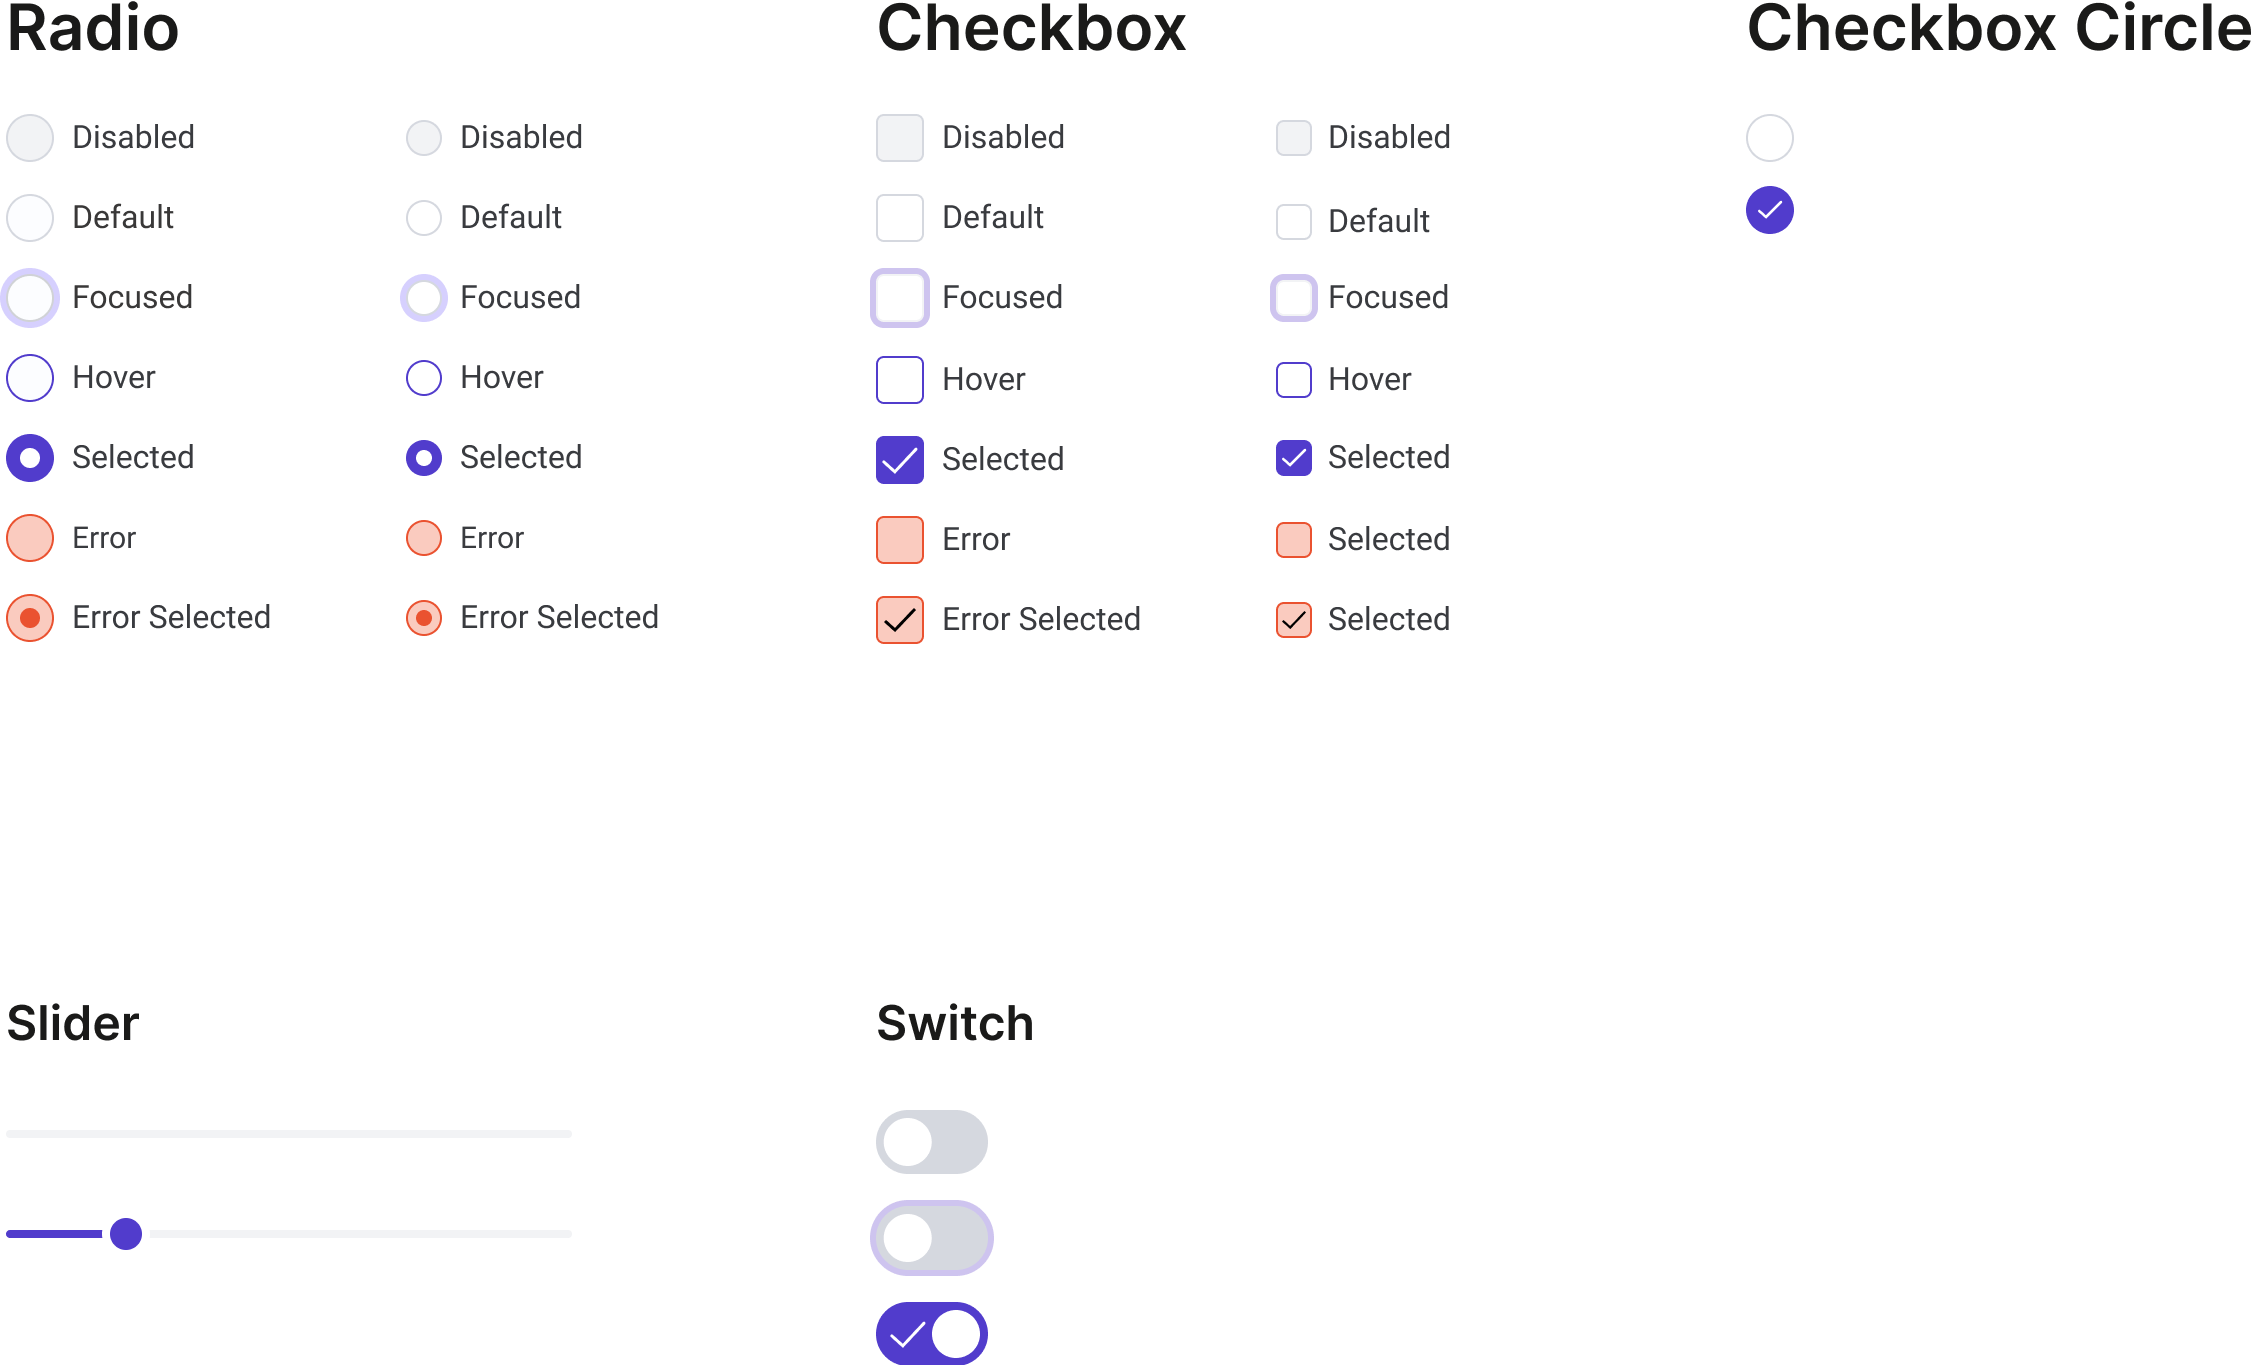 Radio
Disabled
Default
Focused
Hover
Selected
Error
Error Selected
Disabled
Default
Focused
Hover
Selected
Error
Error Selected
Checkbox
Disabled
Default
Focused
Hover
Selected
Error
Error Selected
Disabled
Default
Focused
Hover
Selected
Selected
Selected
Checkbox Circle
Slider
Switch